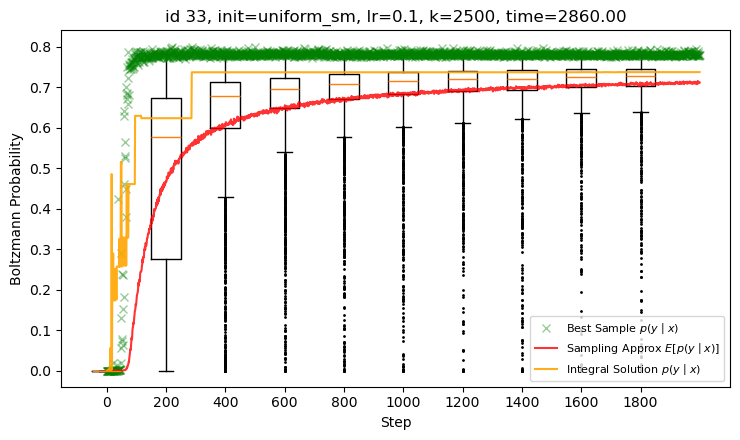 id 33, init=uniform_sm, lr=0.1, k=2500, time=2860.00
Boltzmann Probability
0.8
0.7
0.6
0.5
0.4
0.3
0.2
0.1
0.0
Best Sample p(y | x)
Sampling Approx E[p(y | x)]
Integral Solution p(y | x)
0 200 400 600 800 1000 1200 1400 1600 1800
Step